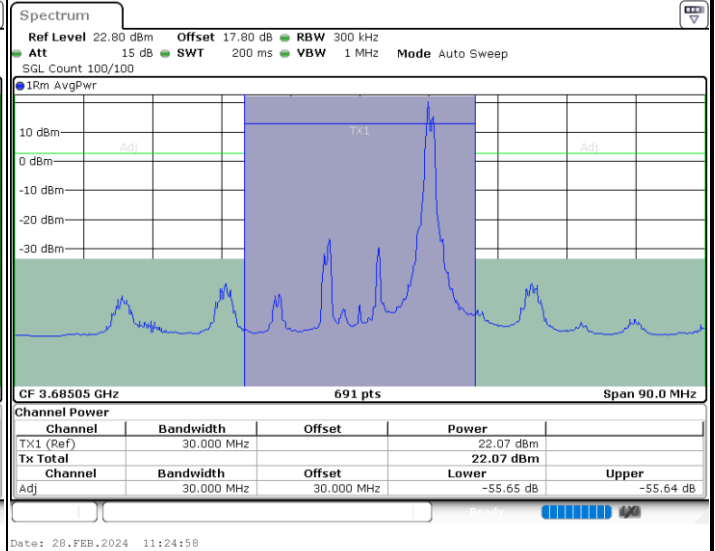 Spectrum
Ref Level 22.80 dBm Offset 17.80 dB RBW 300 kHz
Att 15 dB SWT 200 ms VBW 1 MHz Mode Auto Sweep
SGL Count 100/100
1Rm AvgPwr
10 dBm
TX1
Adj
Adj
0 dBm
-10 dBm
-20 dBm
-30 dBm
CF 3.68505 GHz 691 pts Span 90.0 MHz
Channel Power
Channel Bandwidth Offset Power
TX1 (Ref) 30.000 MHz 22.07 dBm
Tx Total 22.07 dBm
Channel Bandwidth Offset Lower Upper
Adj 30.000 MHz 30.000 MHz -55.65 dB -55.64 dB
Ready
Date: 28.FEB.2024 11:24:58